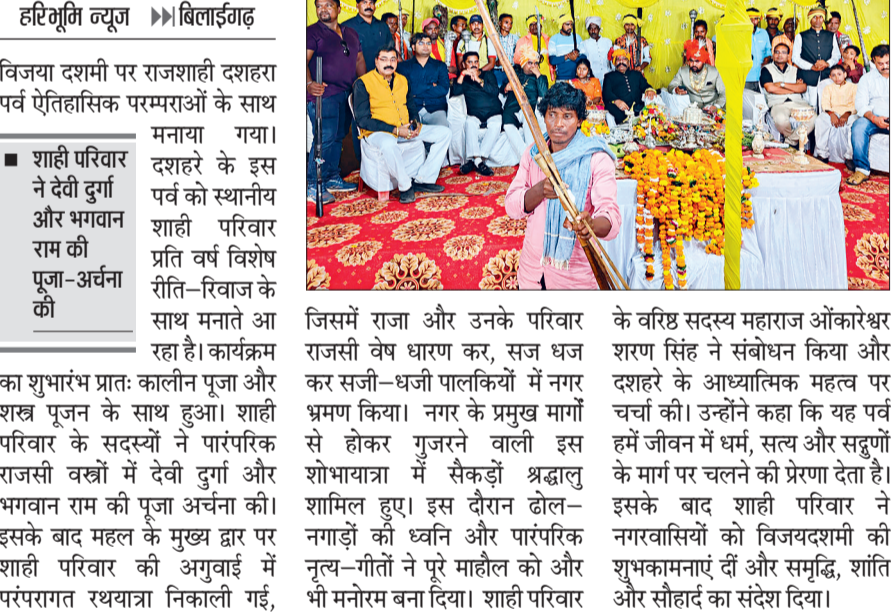 हरिभूमि न्यूज ▶▶| बिलाईगढ़
विजया दशमी पर राजशाही दशहरा
पर्व ऐतिहासिक परम्पराओं के साथ
मनाया गया।
दशहरे के इस
पर्व को स्थानीय
शाही परिवार
प्रति वर्ष विशेष
रीति–रिवाज के
साथ मनाते आ
रहा है। कार्यक्रम
■ शाही परिवार
ने देवी दुर्गा
और भगवान
राम की
पूजा-अर्चना
की
का शुभारंभ प्रातः कालीन पूजा और
शस्त्र पूजन के साथ हुआ। शाही
परिवार के सदस्यों ने पारंपरिक
राजसी वस्त्रों में देवी दुर्गा और
भगवान राम की पूजा अर्चना की।
इसके बाद महल के मुख्य द्वार पर
शाही परिवार की अगुवाई में
परंपरागत रथयात्रा निकाली गई,
जिसमें राजा और उनके परिवार
राजसी वेष धारण कर, सज धज
कर सजी–धजी पालकियों में नगर
भ्रमण किया। नगर के प्रमुख मार्गों
से होकर गुजरने वाली इस
शोभायात्रा में सैकड़ों श्रद्धालु
शामिल हुए। इस दौरान ढोल–
नगाड़ों की ध्वनि और पारंपरिक
नृत्य–गीतों ने पूरे माहौल को और
भी मनोरम बना दिया। शाही परिवार
के वरिष्ठ सदस्य महाराज ओंकारेश्वर
शरण सिंह ने संबोधन किया और
दशहरे के आध्यात्मिक महत्व पर
चर्चा की। उन्होंने कहा कि यह पर्व
हमें जीवन में धर्म, सत्य और सद्गुणों
के मार्ग पर चलने की प्रेरणा देता है।
इसके बाद शाही परिवार ने
नगरवासियों को विजयदशमी की
शुभकामनाएं दीं और समृद्धि, शांति
और सौहार्द का संदेश दिया।